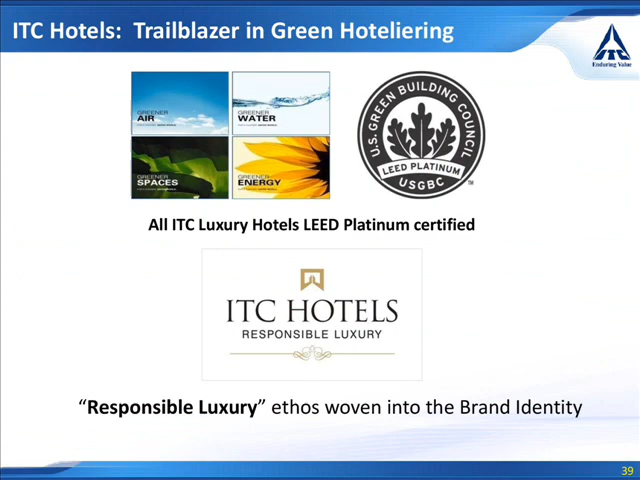 ITC Hotels: Trailblazer in Green Hoteliering
ITC
Enduring Value
GREENER
AIR
GREENER
WATER
GREENER
SPACES
GREENER
ENERGY
U.S. GREEN BUILDING COUNCIL
LEED PLATINUM
USGBC
TM
All ITC Luxury Hotels LEED Platinum certified
ITC HOTELS
RESPONSIBLE LUXURY
“Responsible Luxury” ethos woven into the Brand Identity
39